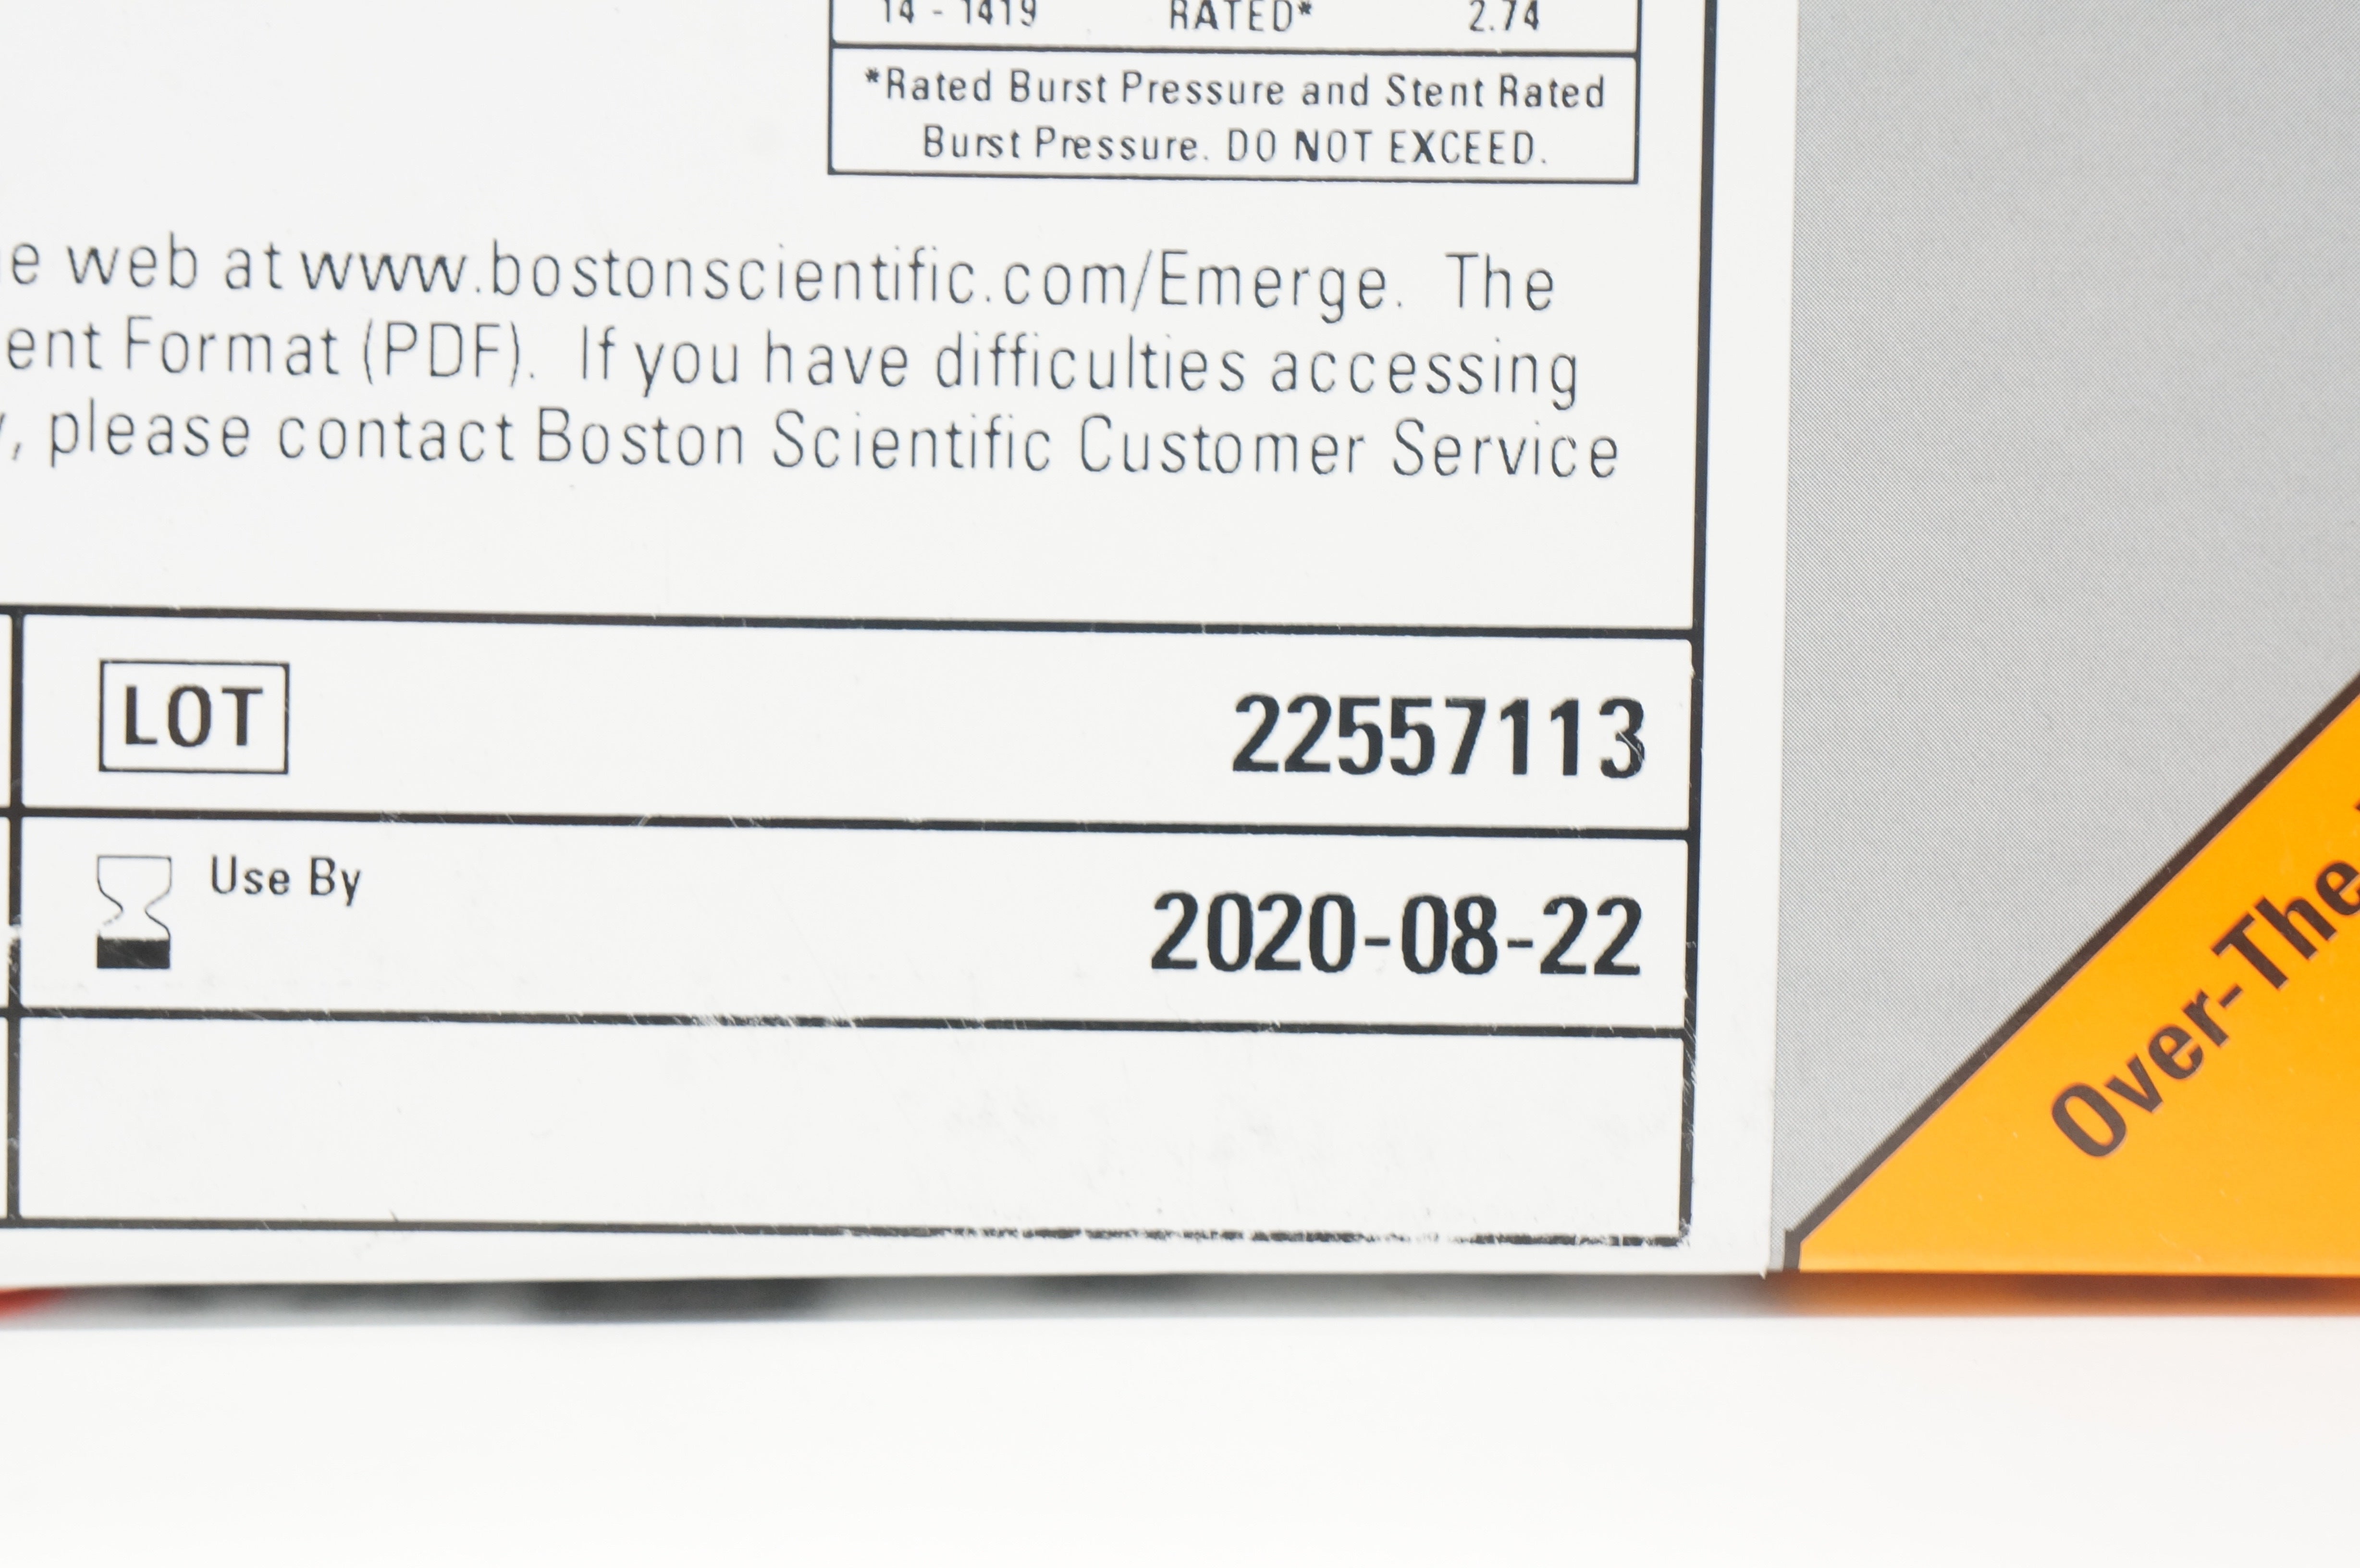 14 - 1419 RATED* 2.74
*Rated Burst Pressure and Stent Rated
Burst Pressure. DO NOT EXCEED.
e web at www.bostonscientific.com/Emerge. The
ent Format (PDF). If you have difficulties accessing
, please contact Boston Scientific Customer Service
LOT 22557113
Use By 2020-08-22
Over-The